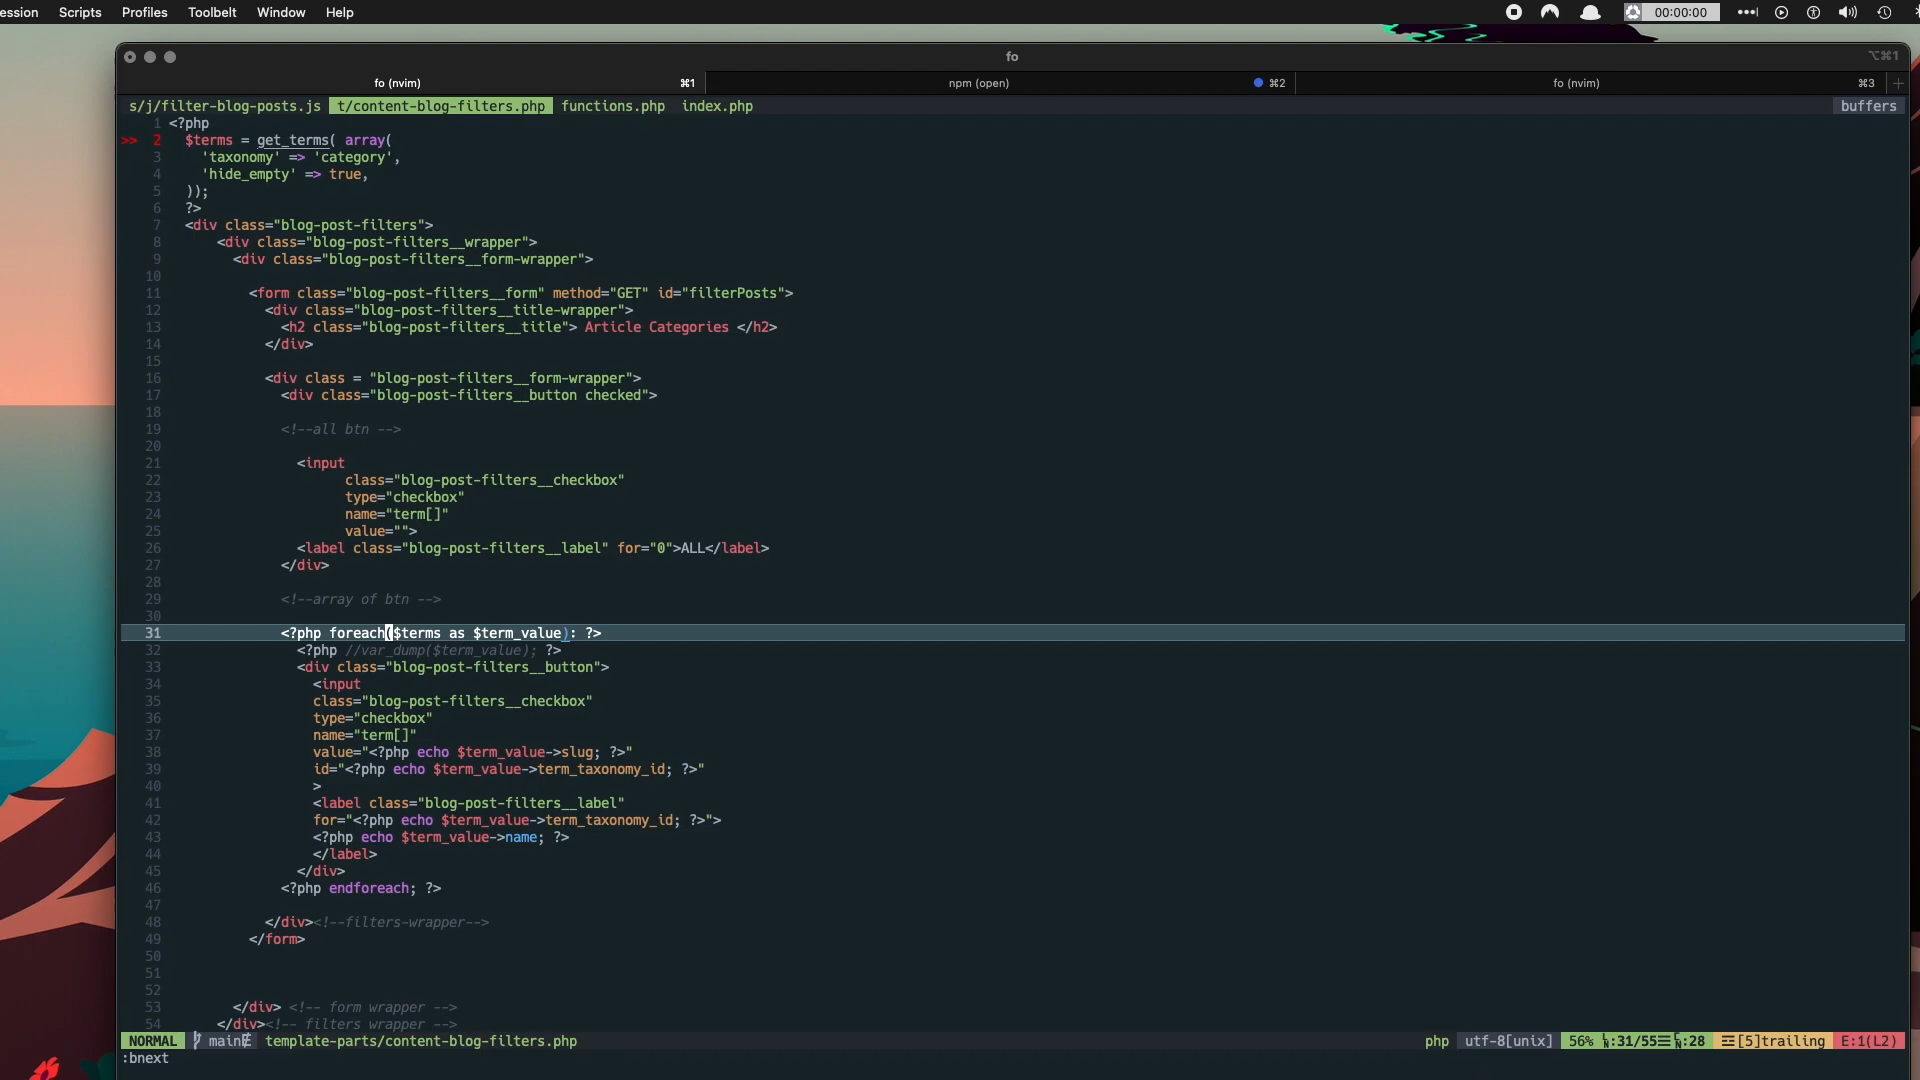 ession Scripts Profiles Toolbelt Window Help 00:00:00
fo ⌥⌘1
fo (nvim) ⌘1 npm (open) ⌘2 fo (nvim) ⌘3 +
s/j/filter-blog-posts.js t/content-blog-filters.php functions.php index.php buffers
1 <?php
>> 2 $terms = get_terms( array(
3 'taxonomy' => 'category',
4 'hide_empty' => true,
5 ));
6 ?>
7 <div class="blog-post-filters">
8 <div class="blog-post-filters__wrapper">
9 <div class="blog-post-filters__form-wrapper">
10
11 <form class="blog-post-filters__form" method="GET" id="filterPosts">
12 <div class="blog-post-filters__title-wrapper">
13 <h2 class="blog-post-filters__title"> Article Categories </h2>
14 </div>
15
16 <div class = "blog-post-filters__form-wrapper">
17 <div class="blog-post-filters__button checked">
18
19 <!--all btn -->
20
21 <input
22 class="blog-post-filters__checkbox"
23 type="checkbox"
24 name="term[]"
25 value="">
26 <label class="blog-post-filters__label" for="0">ALL</label>
27 </div>
28
29 <!--array of btn -->
30
31 <?php foreach($terms as $term_value): ?>
32 <?php //var_dump($term_value); ?>
33 <div class="blog-post-filters__button">
34 <input
35 class="blog-post-filters__checkbox"
36 type="checkbox"
37 name="term[]"
38 value="<?php echo $term_value->slug; ?>"
39 id="<?php echo $term_value->term_taxonomy_id; ?>"
40 >
41 <label class="blog-post-filters__label"
42 for="<?php echo $term_value->term_taxonomy_id; ?>">
43 <?php echo $term_value->name; ?>
44 </label>
45 </div>
46 <?php endforeach; ?>
47
48 </div><!--filters-wrapper-->
49 </form>
50
51
52
53 </div> <!-- form wrapper -->
54 </div><!-- filters wrapper -->
NORMAL main template-parts/content-blog-filters.php php utf-8[unix] 56% :31/55 :28 [5]trailing E:1(L2)
:bnext